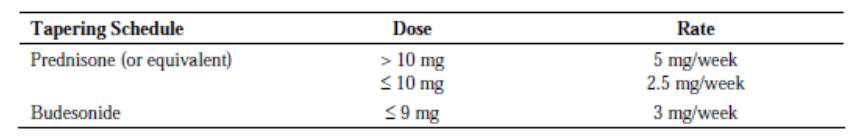 Tapering Schedule Dose Rate
Prednisone (or equivalent) > 10 mg 5 mg/week
≤ 10 mg 2.5 mg/week
Budesonide ≤ 9 mg 3 mg/week